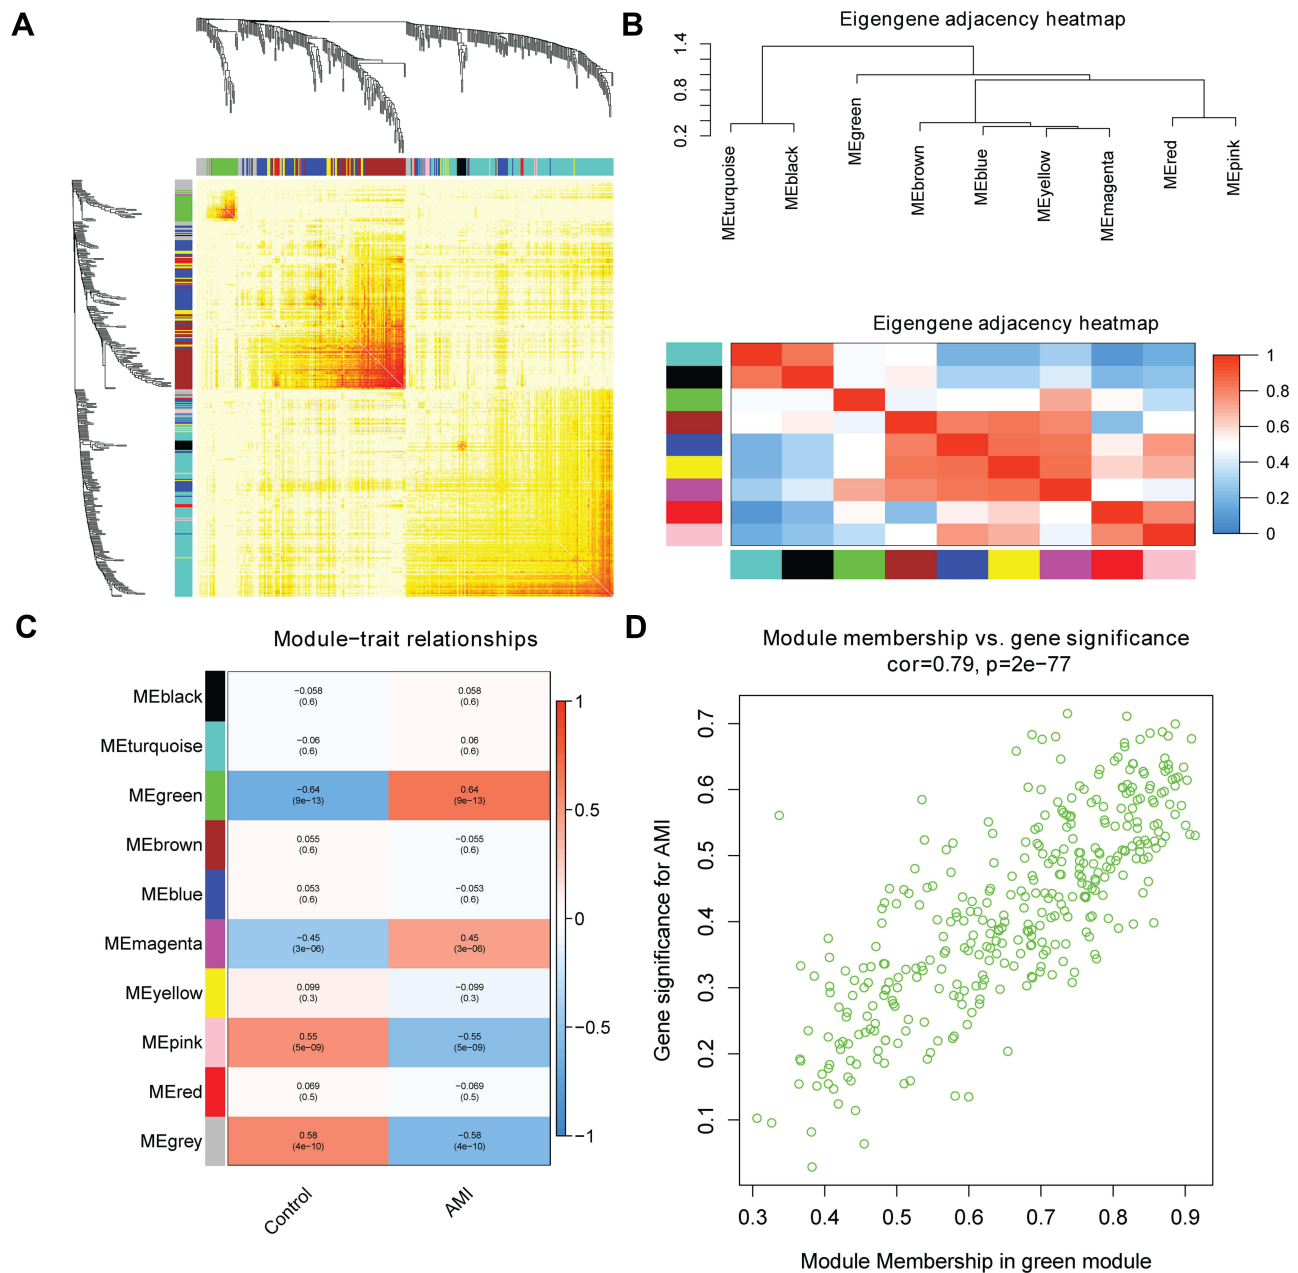 A
B
Eigengene adjacency heatmap
1.4
0.8
0.2
MEturquoise
MEblack
MEgreen
MEbrown
MEblue
MEyellow
MEmagenta
MEred
MEpink
Eigengene adjacency heatmap
1
0.8
0.6
0.4
0.2
0
C
Module−trait relationships
MEblack
−0.058
(0.6)
0.058
(0.6)
MEturquoise
−0.06
(0.6)
0.06
(0.6)
MEgreen
−0.64
(9e−13)
0.64
(9e−13)
MEbrown
0.055
(0.6)
−0.055
(0.6)
MEblue
0.053
(0.6)
−0.053
(0.6)
MEmagenta
−0.45
(3e−06)
0.45
(3e−06)
MEyellow
0.099
(0.3)
−0.099
(0.3)
MEpink
0.55
(5e−09)
−0.55
(5e−09)
MEred
0.069
(0.5)
−0.069
(0.5)
MEgrey
0.58
(4e−10)
−0.58
(4e−10)
Control
AMI
1
0.5
0
−0.5
−1
D
Module membership vs. gene significance
cor=0.79, p=2e−77
Gene significance for AMI
0.7
0.6
0.5
0.4
0.3
0.2
0.1
0.3 0.4 0.5 0.6 0.7 0.8 0.9
Module Membership in green module